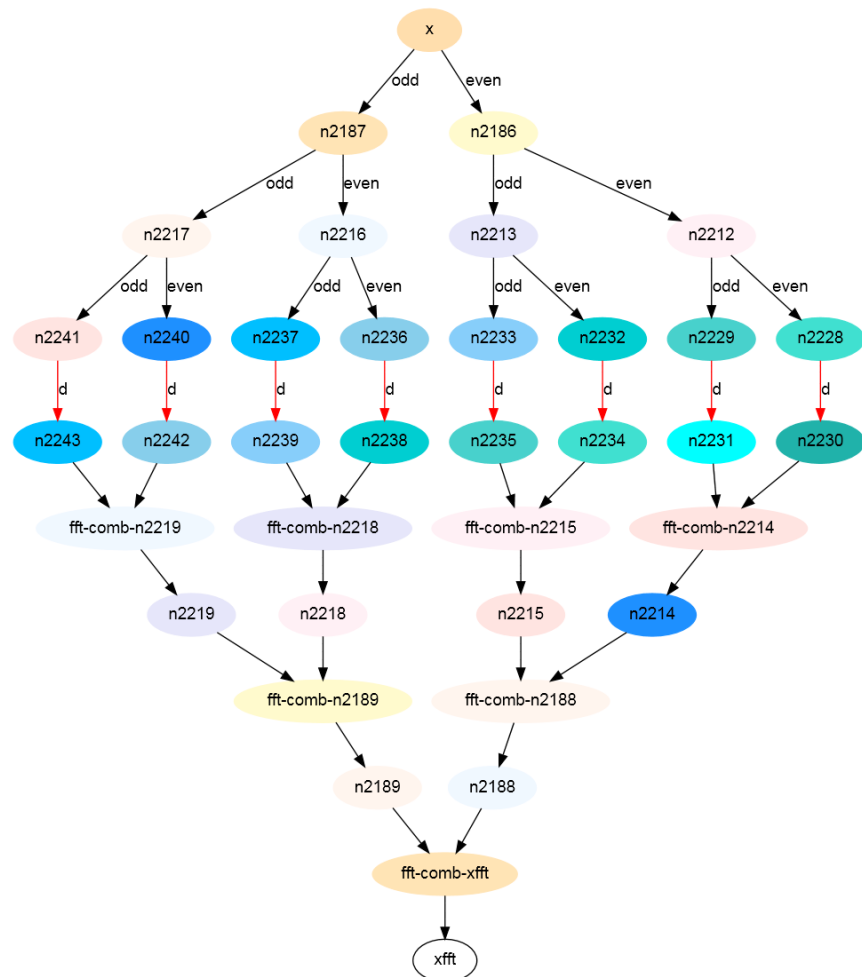 x
odd
even
n2187
n2186
odd
even
odd
even
n2217
n2216
n2213
n2212
odd
even
odd
even
odd
even
odd
even
n2241
n2240
n2237
n2236
n2233
n2232
n2229
n2228
d
d
d
d
d
d
d
d
n2243
n2242
n2239
n2238
n2235
n2234
n2231
n2230
fft-comb-n2219
fft-comb-n2218
fft-comb-n2215
fft-comb-n2214
n2219
n2218
n2215
n2214
fft-comb-n2189
fft-comb-n2188
n2189
n2188
fft-comb-xfft
xfft